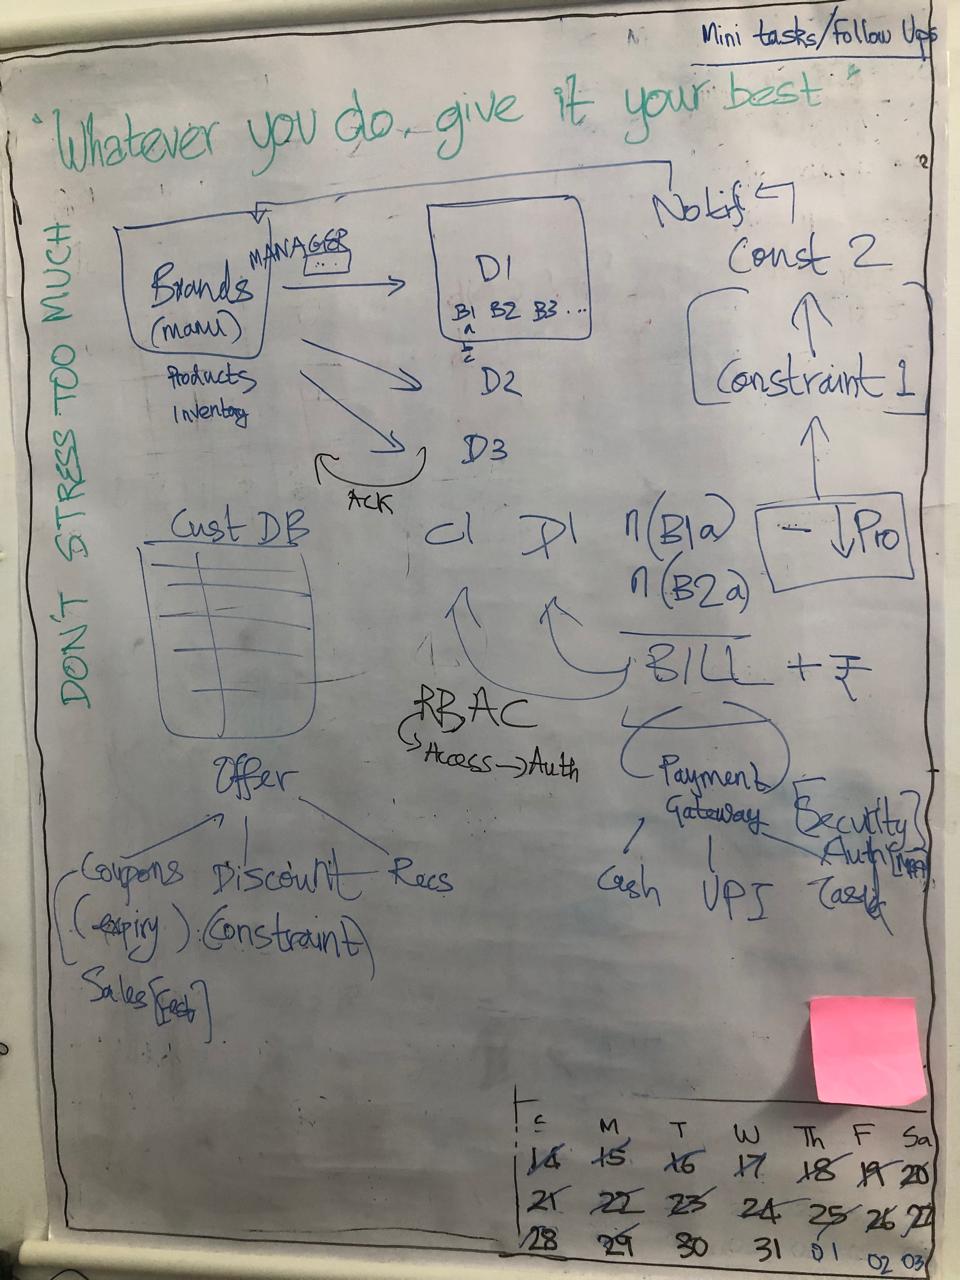 Mini tasks/Follow Ups
"Whatever you do, give it your best"
DON'T STRESS TOO MUCH
Notif
MANAGER
Brands
(manu)
Products
Inventory
D1
B1 B2 B3 ...
a
D2
D3
ACK
Const 2
Constraint 1
- ↓ Pro
Cust DB
C1 D1 n(B1a)
n(B2a)
BILL + ₹
RBAC
Access → Auth
Payment
Gateway
[Security]
Auth
Cash UPI
Offer
Coupons Discount Recs
(expiry) (Constraint)
Sales [Fest]
S M T W Th F Sa
14 15 16 17 18 19 20
21 22 23 24 25 26 27
28 29 30 31 01 02 03